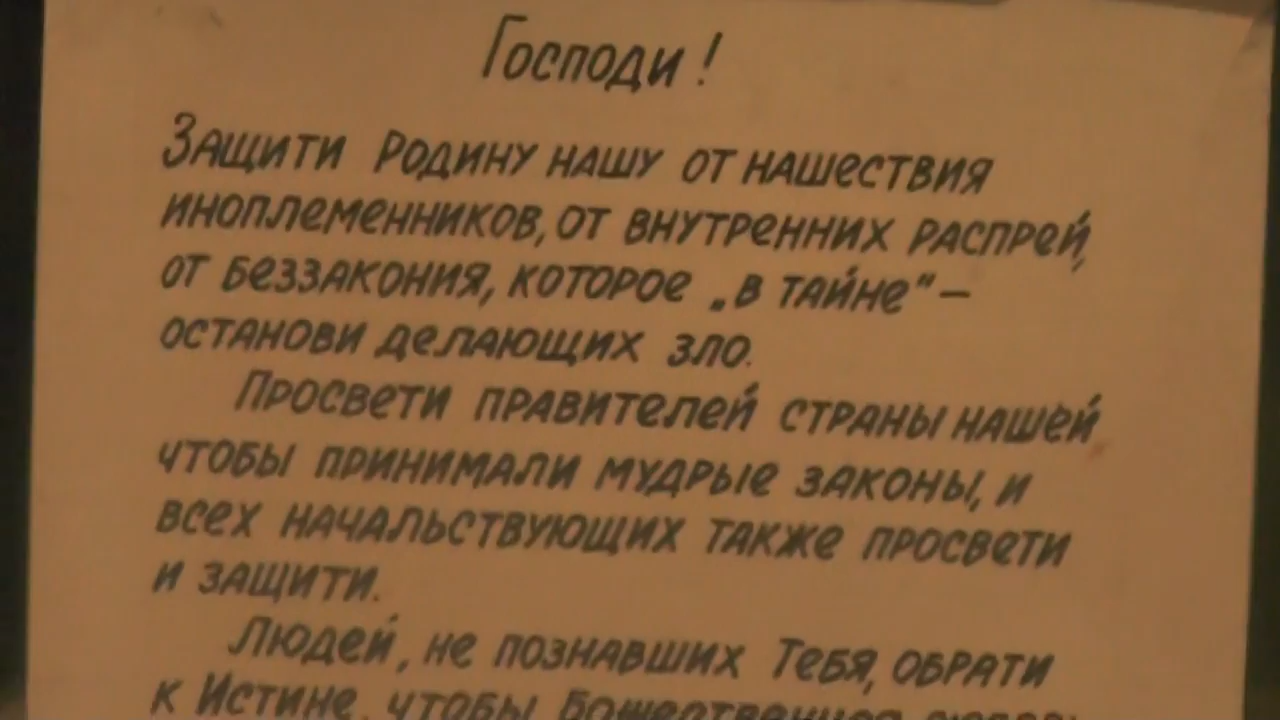 Господи!
Защити Родину нашу от нашествия
иноплеменников, от внутренних распрей,
от беззакония, которое „в тайне" —
останови делающих зло.
Просвети правителей страны нашей
чтобы принимали мудрые законы, и
всех начальствующих также просвети
и защити.
Людей, не познавших Тебя, обрати
к Истине, чтобы Божественная